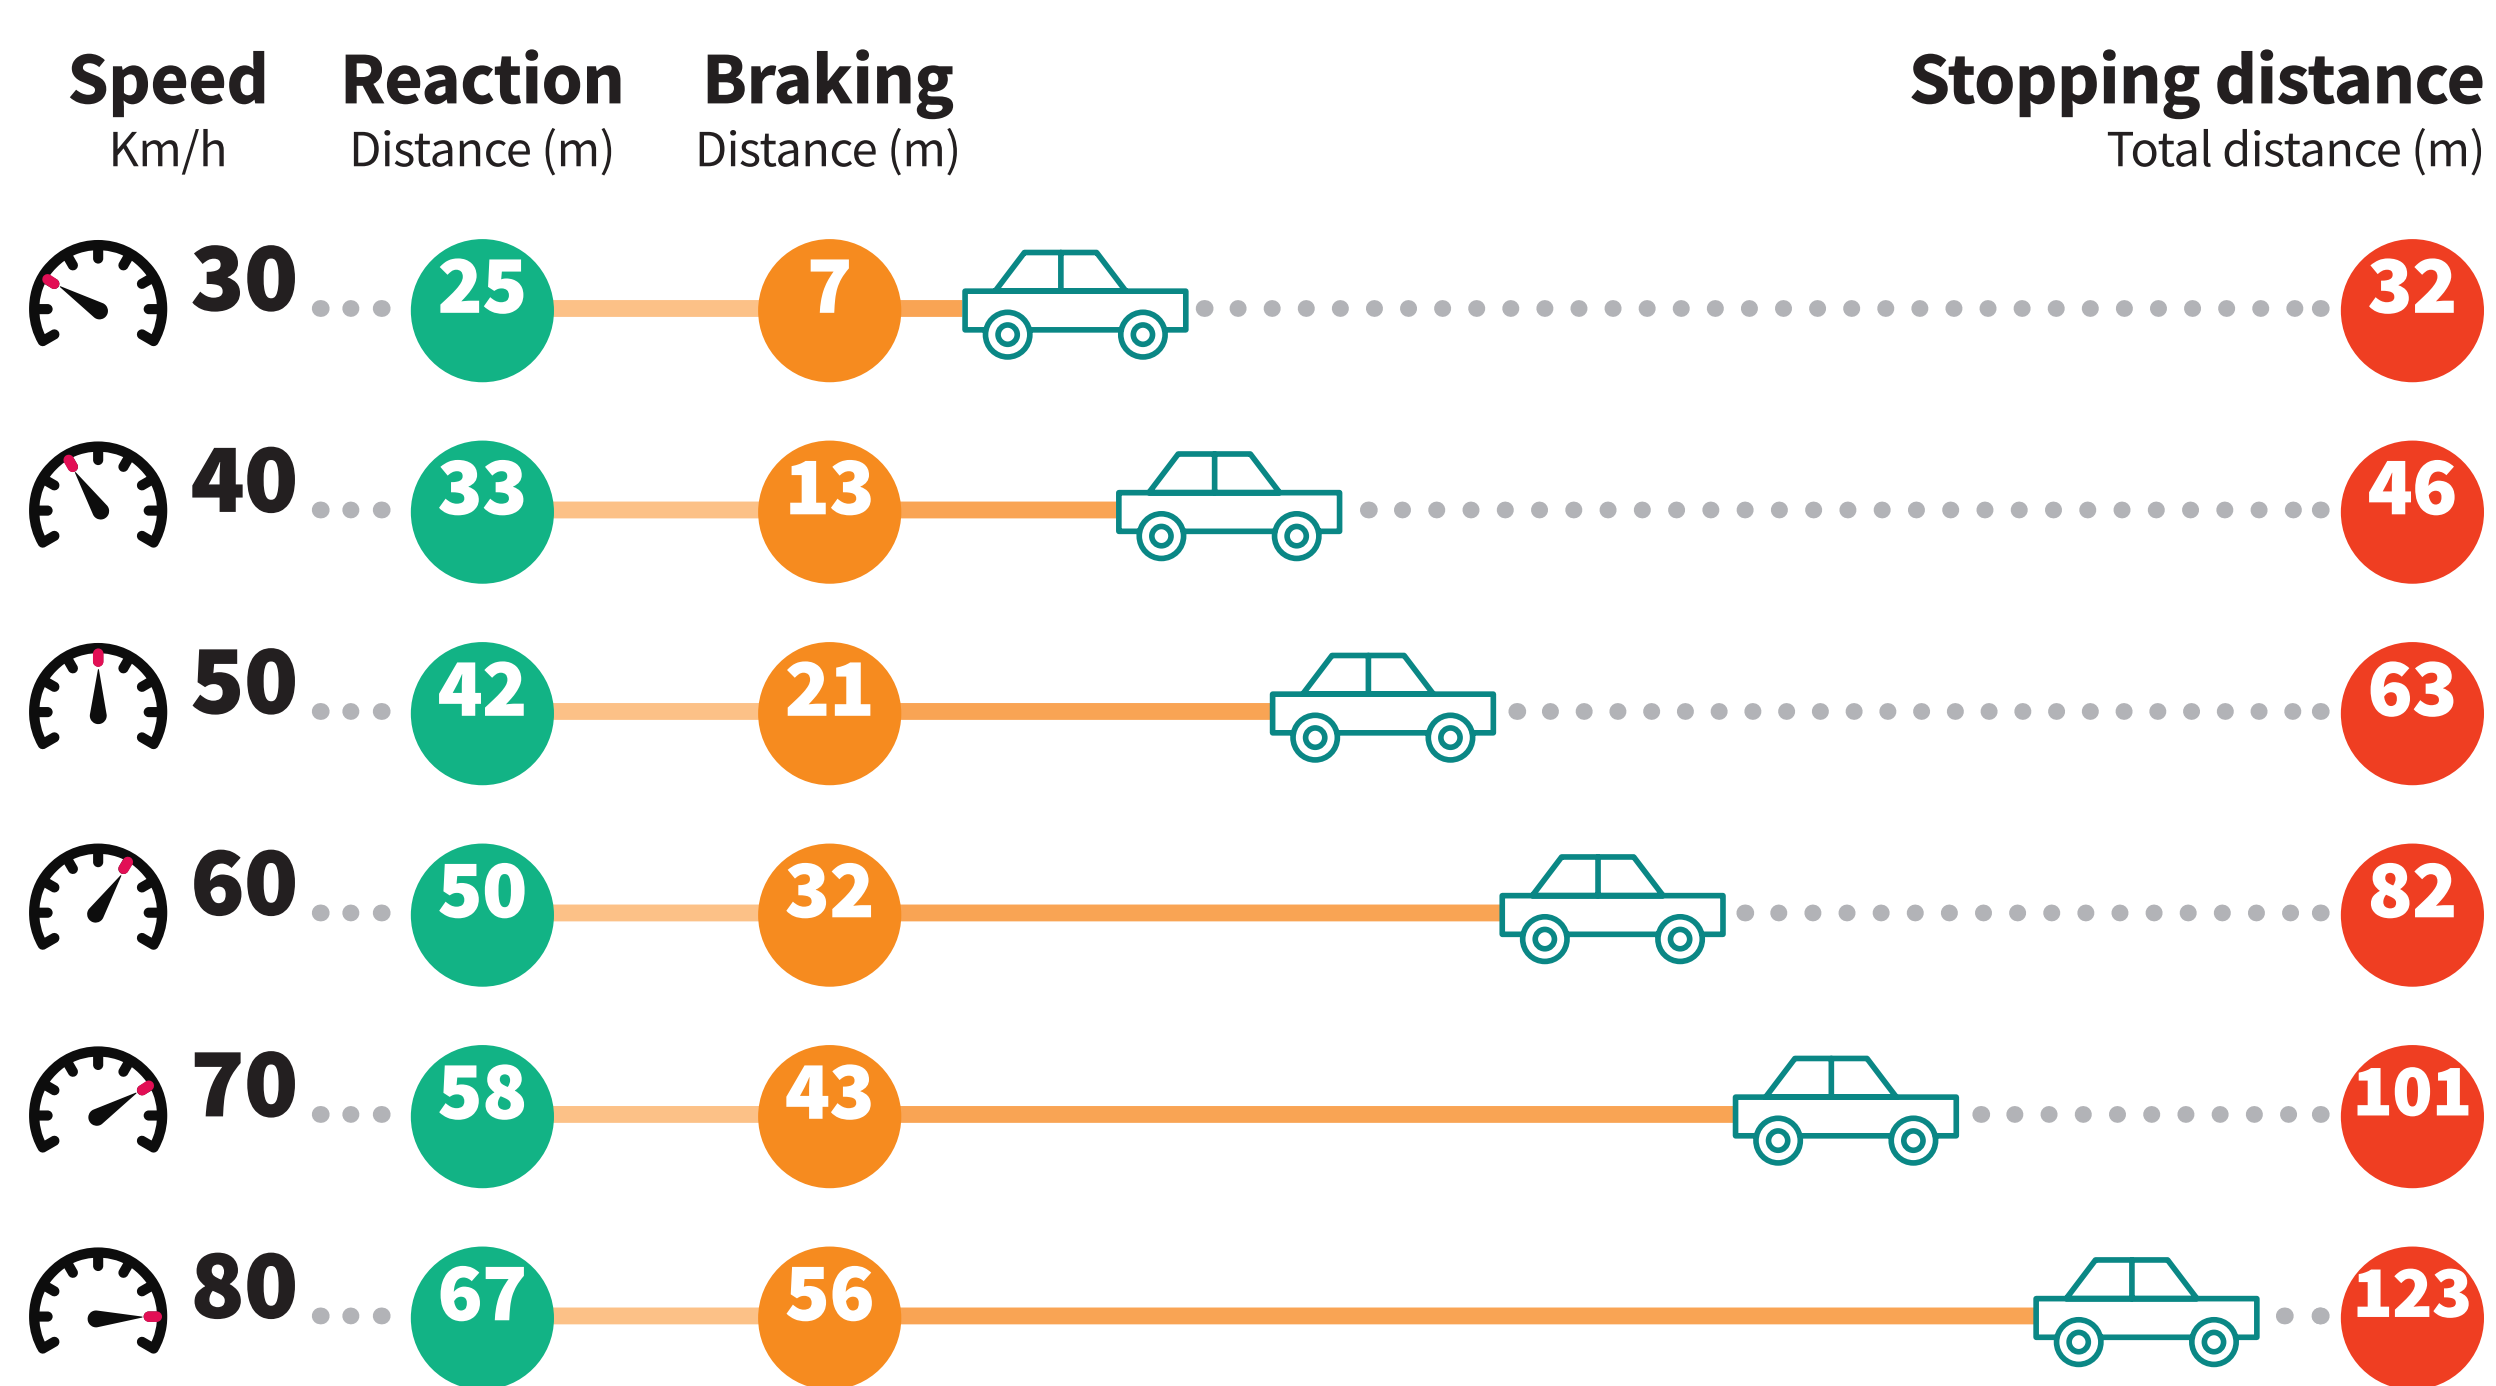 Speed Reaction Braking Stopping distance
Km/h Distance (m) Distance (m) Total distance (m)
30 25 7 32
40 33 13 46
50 42 21 63
60 50 32 82
70 58 43 101
80 67 56 123